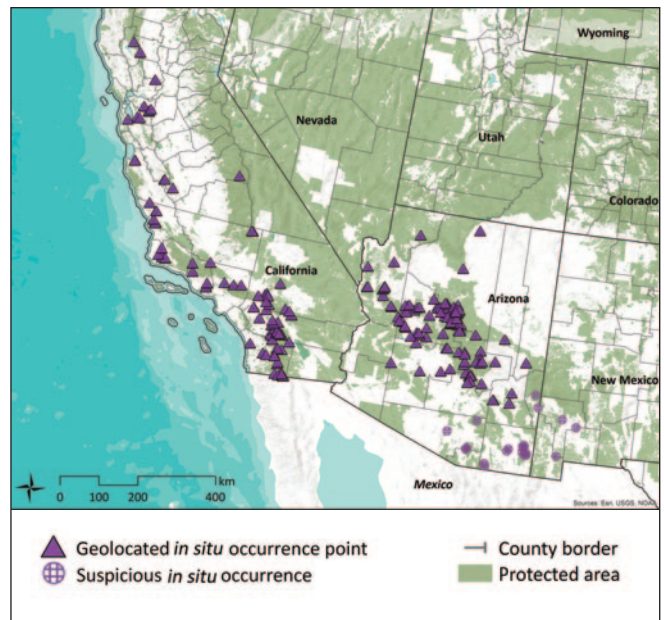 Wyoming
Nevada
Utah
Colorado
California
Arizona
New Mexico
Mexico
km
0 100 200 400
Sources: Esri, USGS, NOAA
Geolocated in situ occurrence point
County border
Suspicious in situ occurrence
Protected area